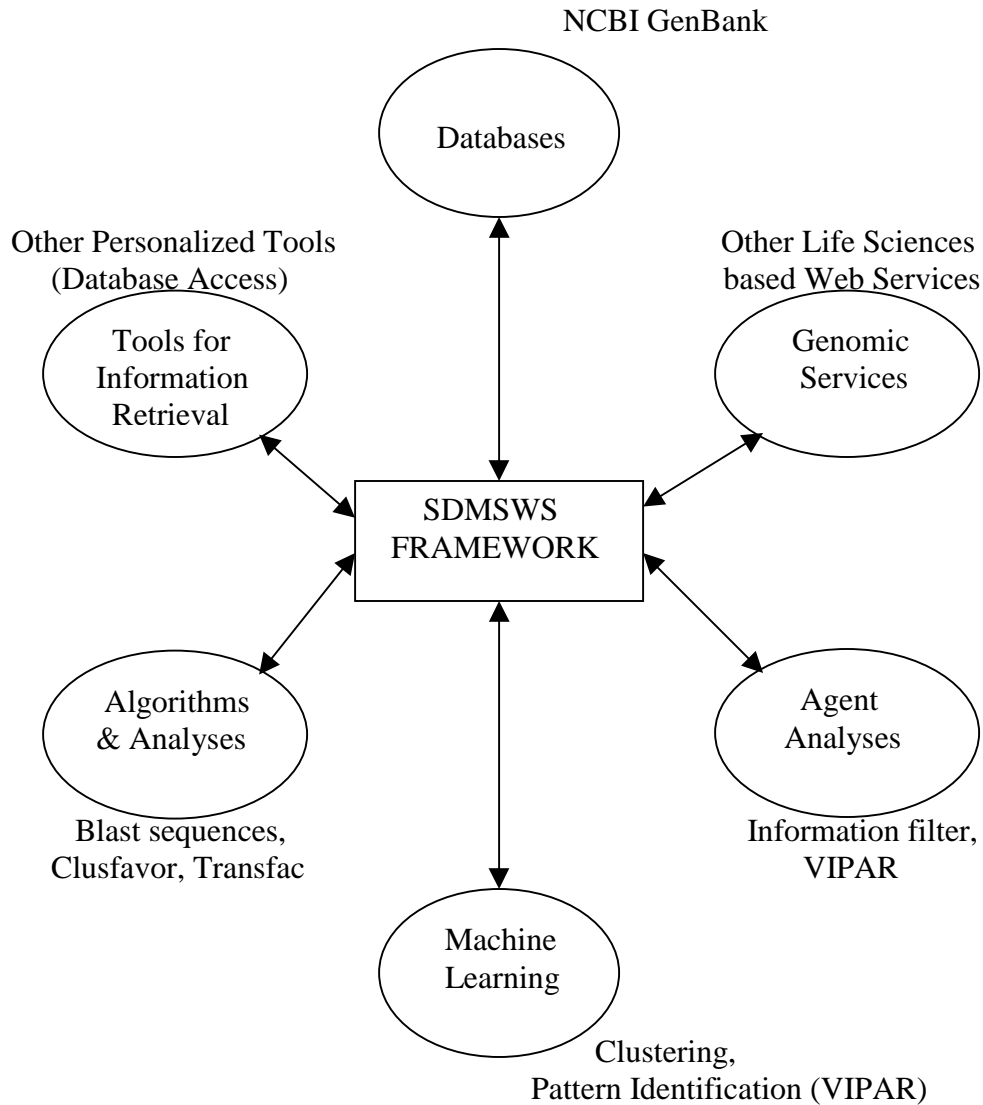 NCBI GenBank
Databases
Other Personalized Tools
(Database Access)
Tools for
Information
Retrieval
Other Life Sciences
based Web Services
Genomic
Services
SDMSWS
FRAMEWORK
Algorithms
& Analyses
Blast sequences,
Clusfavor, Transfac
Agent
Analyses
Information filter,
VIPAR
Machine
Learning
Clustering,
Pattern Identification (VIPAR)